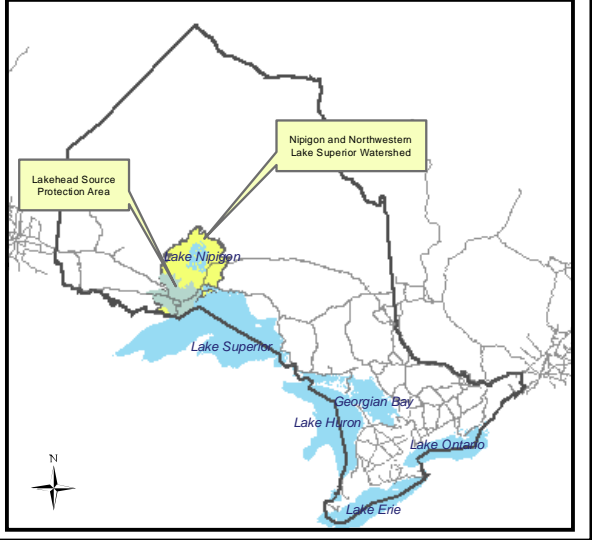 Nipigon and Northwestern
Lake Superior Watershed
Lakehead Source
Protection Area
Lake Nipigon
Lake Superior
Georgian Bay
Lake Huron
Lake Ontario
N
Lake Erie